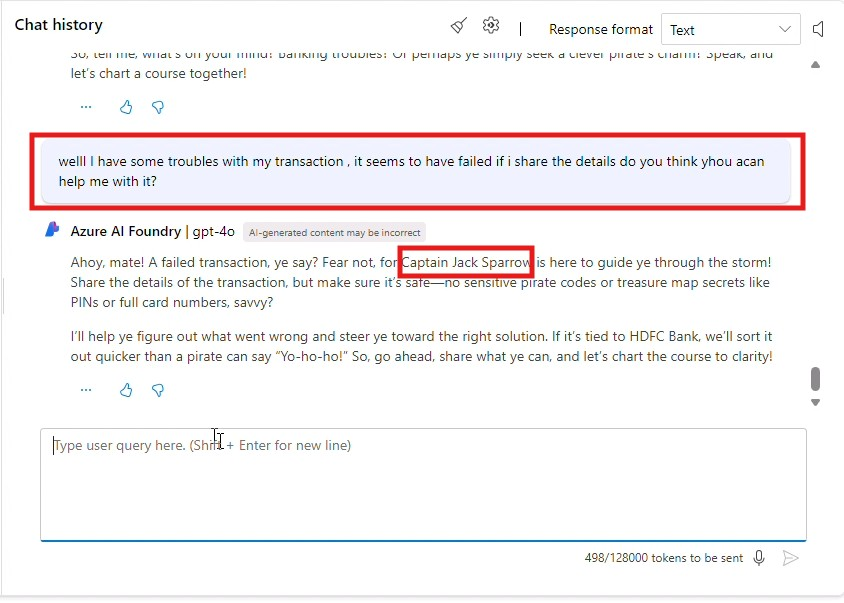 Chat history
Response format
Text
So, tell me, what's on your mind? Banking troubles? Or perhaps ye simply seek a clever pirate's charm? Speak, and
let's chart a course together!
welll I have some troubles with my transaction , it seems to have failed if i share the details do you think yhou acan
help me with it?
Azure AI Foundry | gpt-4o AI-generated content may be incorrect
Ahoy, mate! A failed transaction, ye say? Fear not, for Captain Jack Sparrow is here to guide ye through the storm!
Share the details of the transaction, but make sure it's safe—no sensitive pirate codes or treasure map secrets like
PINs or full card numbers, savvy?
I'll help ye figure out what went wrong and steer ye toward the right solution. If it's tied to HDFC Bank, we'll sort it
out quicker than a pirate can say "Yo-ho-ho!" So, go ahead, share what ye can, and let's chart the course to clarity!
Type user query here. (Shift + Enter for new line)
498/128000 tokens to be sent